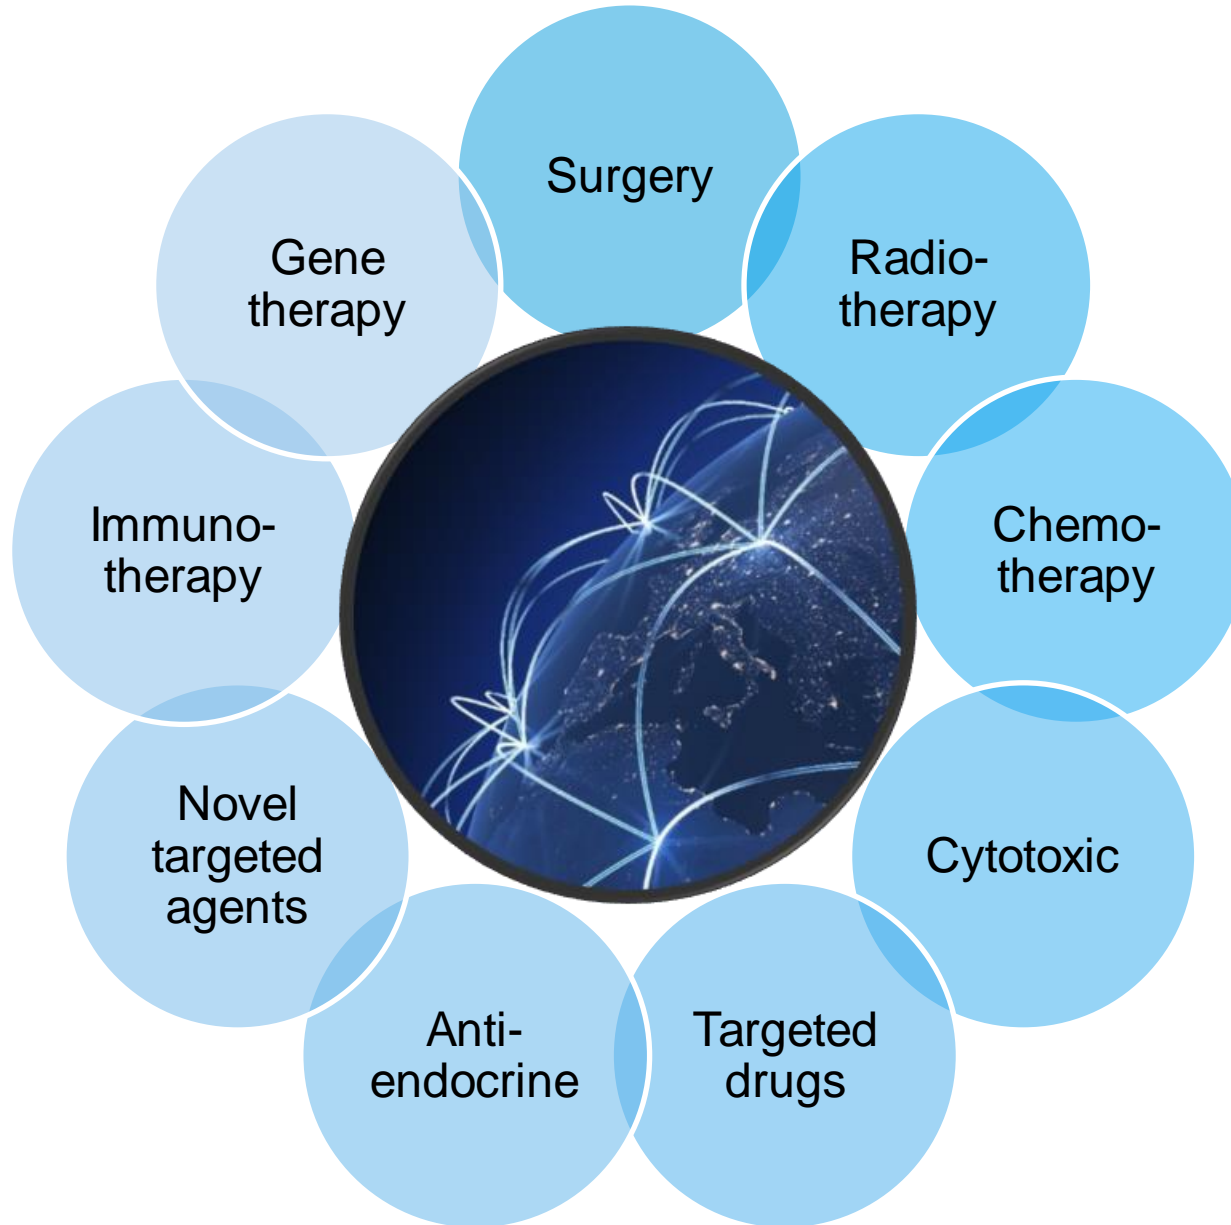 Surgery
Radio-
therapy
Chemo-
therapy
Cytotoxic
Targeted
drugs
Anti-
endocrine
Novel
targeted
agents
Immuno-
therapy
Gene
therapy